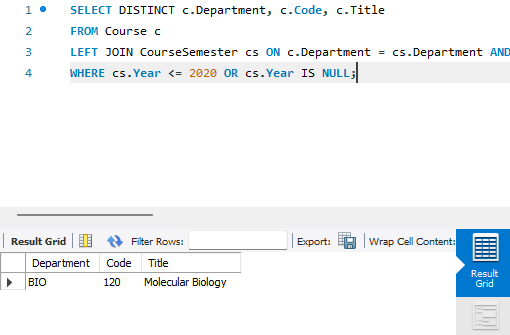 1 SELECT DISTINCT c.Department, c.Code, c.Title
2 FROM Course c
3 LEFT JOIN CourseSemester cs ON c.Department = cs.Department AND
4 WHERE cs.Year <= 2020 OR cs.Year IS NULL;
Result Grid Filter Rows: Export: Wrap Cell Content:
Department Code Title
BIO 120 Molecular Biology
Result
Grid